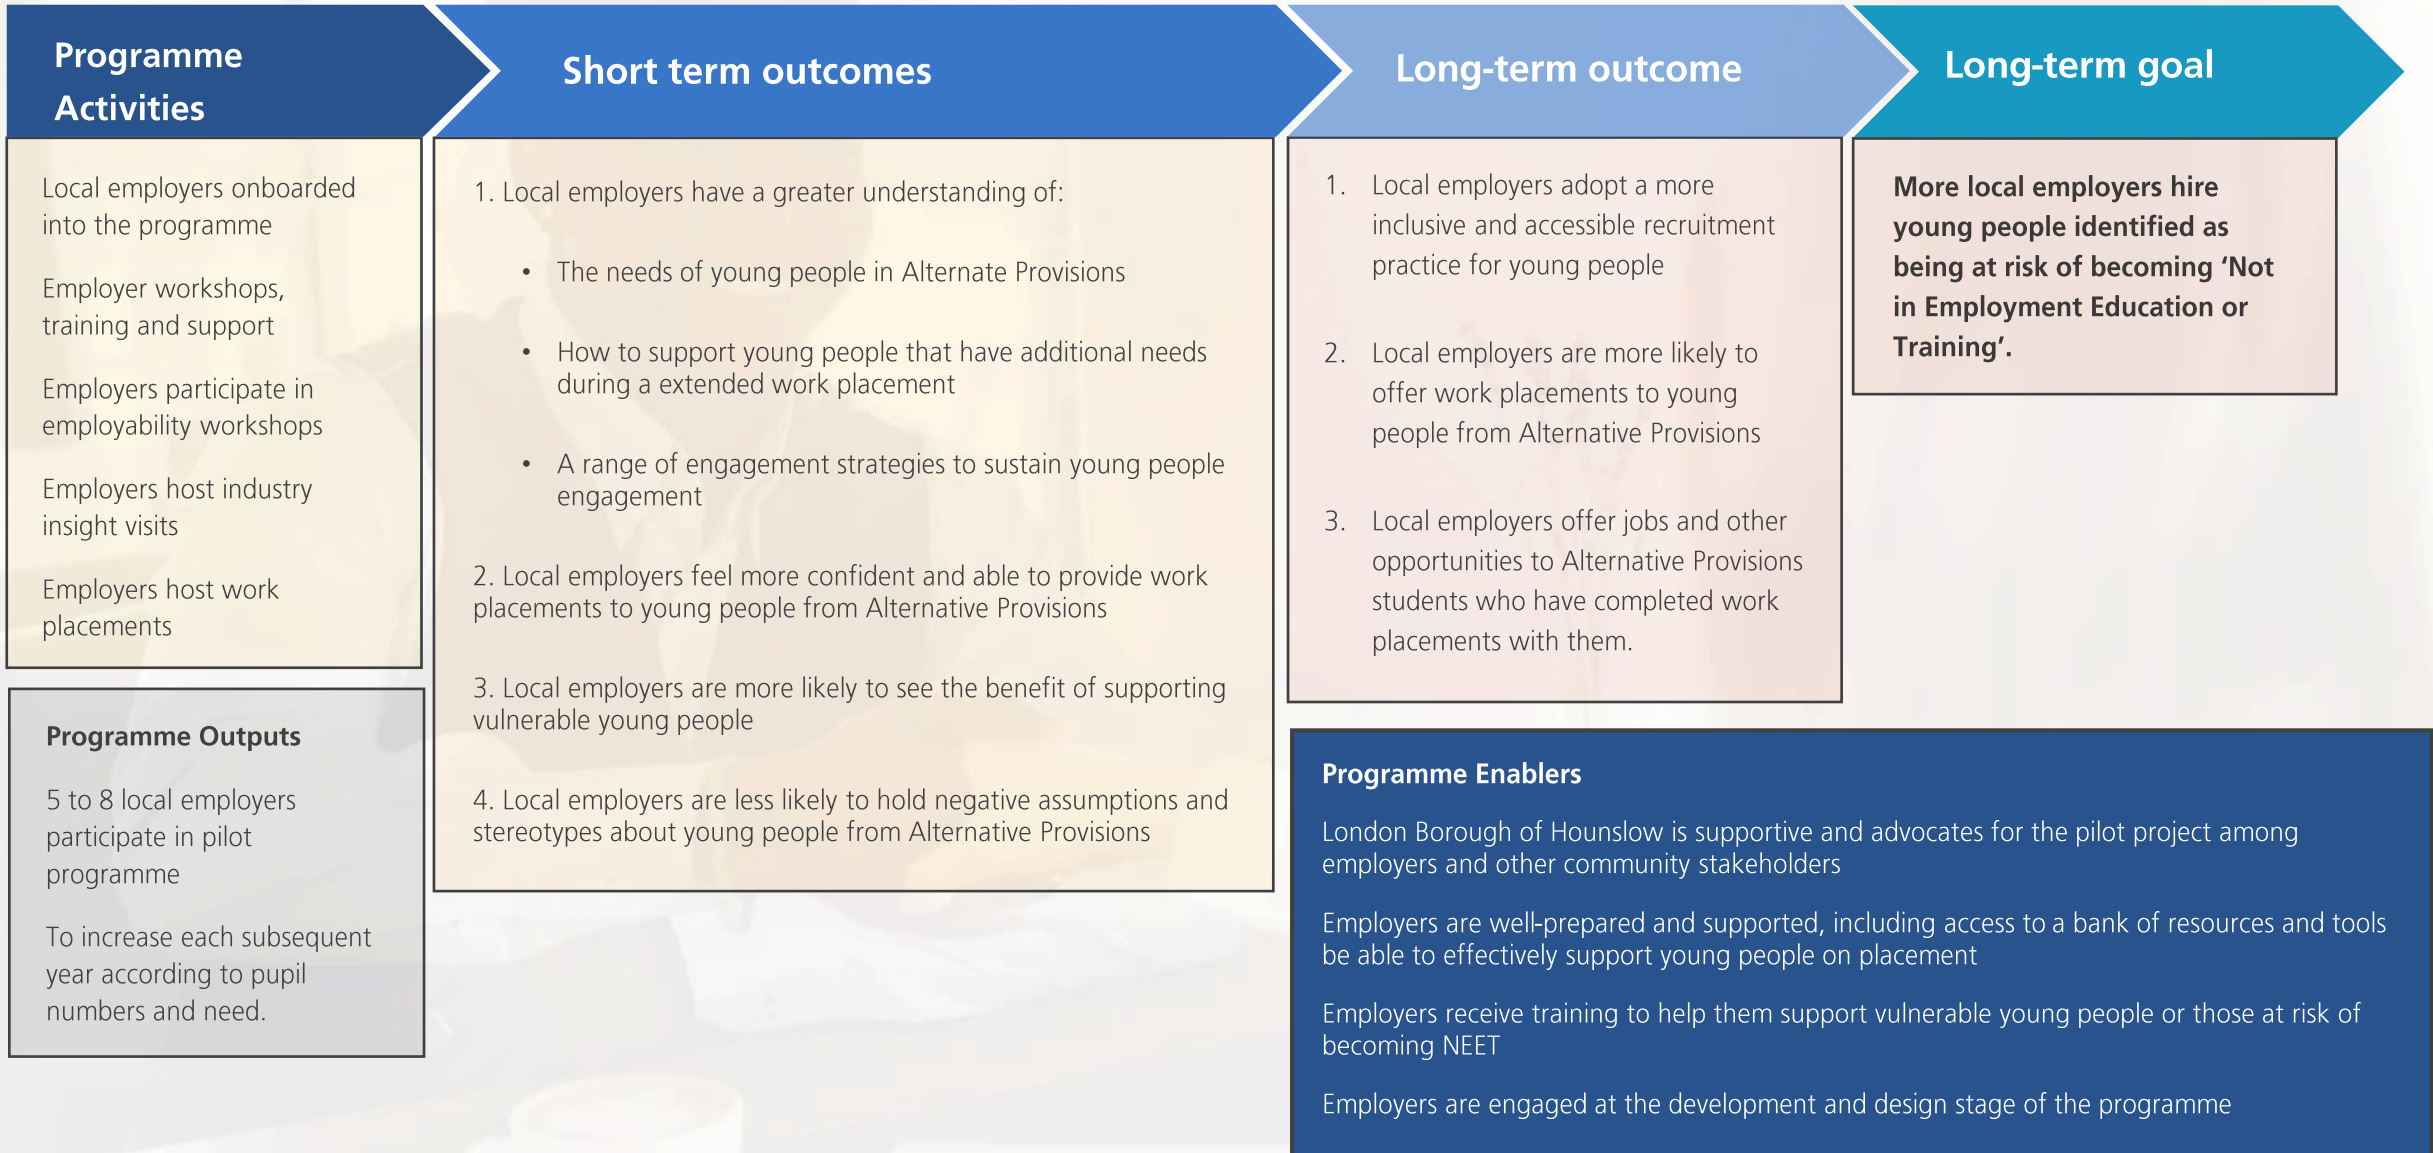 Programme
Activities
Local employers onboarded
into the programme
Employer workshops,
training and support
Employers participate in
employability workshops
Employers host industry
insight visits
Employers host work
placements
Programme Outputs
5 to 8 local employers
participate in pilot
programme
To increase each subsequent
year according to pupil
numbers and need.
Short term outcomes
1. Local employers have a greater understanding of:
• The needs of young people in Alternate Provisions
• How to support young people that have additional needs
during a extended work placement
• A range of engagement strategies to sustain young people
engagement
2. Local employers feel more confident and able to provide work
placements to young people from Alternative Provisions
3. Local employers are more likely to see the benefit of supporting
vulnerable young people
4. Local employers are less likely to hold negative assumptions and
stereotypes about young people from Alternative Provisions
Long-term outcome
1. Local employers adopt a more
inclusive and accessible recruitment
practice for young people
2. Local employers are more likely to
offer work placements to young
people from Alternative Provisions
3. Local employers offer jobs and other
opportunities to Alternative Provisions
students who have completed work
placements with them.
Long-term goal
More local employers hire
young people identified as
being at risk of becoming ‘Not
in Employment Education or
Training’.
Programme Enablers
London Borough of Hounslow is supportive and advocates for the pilot project among
employers and other community stakeholders
Employers are well-prepared and supported, including access to a bank of resources and tools
be able to effectively support young people on placement
Employers receive training to help them support vulnerable young people or those at risk of
becoming NEET
Employers are engaged at the development and design stage of the programme